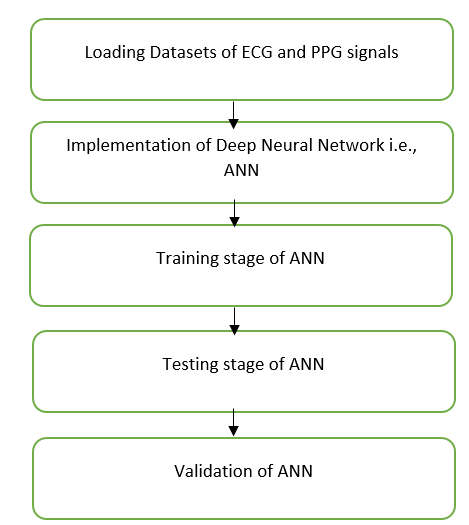 Loading Datasets of ECG and PPG signals
Implementation of Deep Neural Network i.e.,
ANN
Training stage of ANN
Testing stage of ANN
Validation of ANN